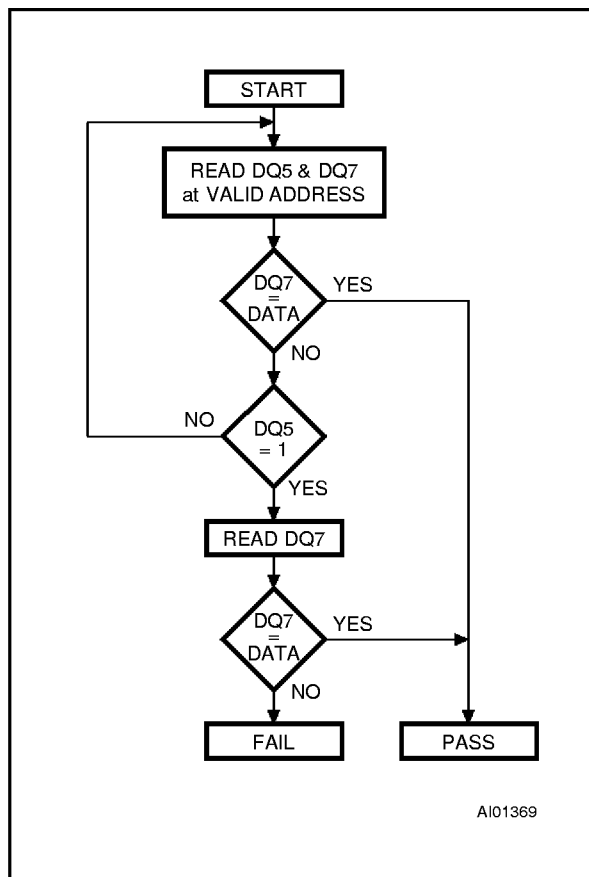 START
READ DQ5 & DQ7
at VALID ADDRESS
DQ7
=
DATA
YES
NO
DQ5
= 1
NO
YES
READ DQ7
DQ7
=
DATA
YES
NO
FAIL
PASS
AI01369